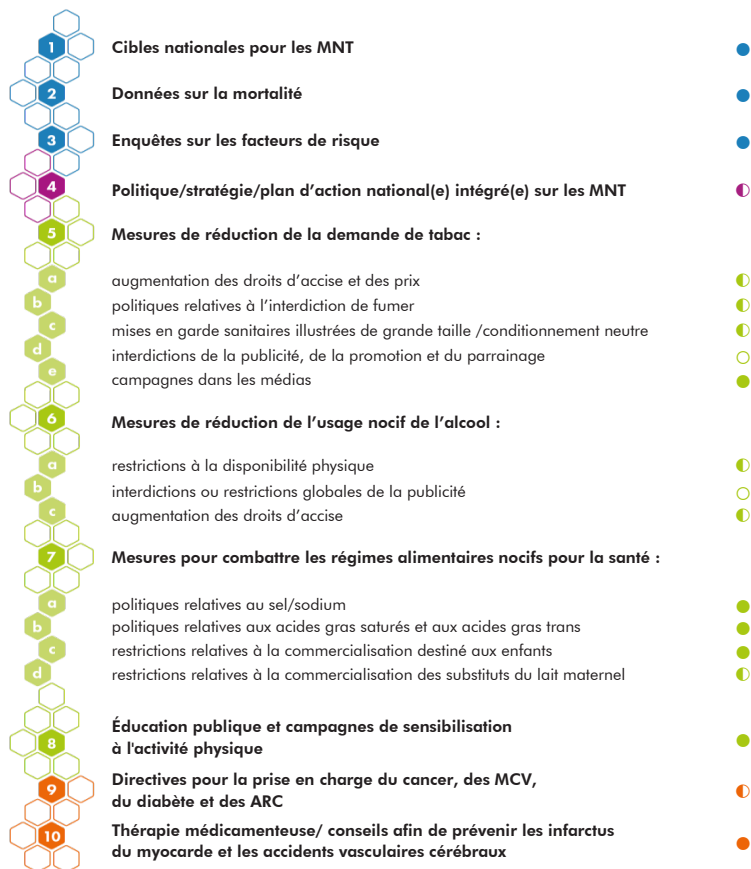 1 Cibles nationales pour les MNT
2 Données sur la mortalité
3 Enquêtes sur les facteurs de risque
4 Politique/stratégie/plan d’action national(e) intégré(e) sur les MNT
5 Mesures de réduction de la demande de tabac :
a augmentation des droits d’accise et des prix
b politiques relatives à l’interdiction de fumer
c mises en garde sanitaires illustrées de grande taille /conditionnement neutre
d interdictions de la publicité, de la promotion et du parrainage
e campagnes dans les médias
6 Mesures de réduction de l’usage nocif de l’alcool :
a restrictions à la disponibilité physique
b interdictions ou restrictions globales de la publicité
c augmentation des droits d’accise
7 Mesures pour combattre les régimes alimentaires nocifs pour la santé :
a politiques relatives au sel/sodium
b politiques relatives aux acides gras saturés et aux acides gras trans
c restrictions relatives à la commercialisation destiné aux enfants
d restrictions relatives à la commercialisation des substituts du lait maternel
8 Éducation publique et campagnes de sensibilisation
à l'activité physique
9 Directives pour la prise en charge du cancer, des MCV,
du diabète et des ARC
10 Thérapie médicamenteuse/ conseils afin de prévenir les infarctus
du myocarde et les accidents vasculaires cérébraux